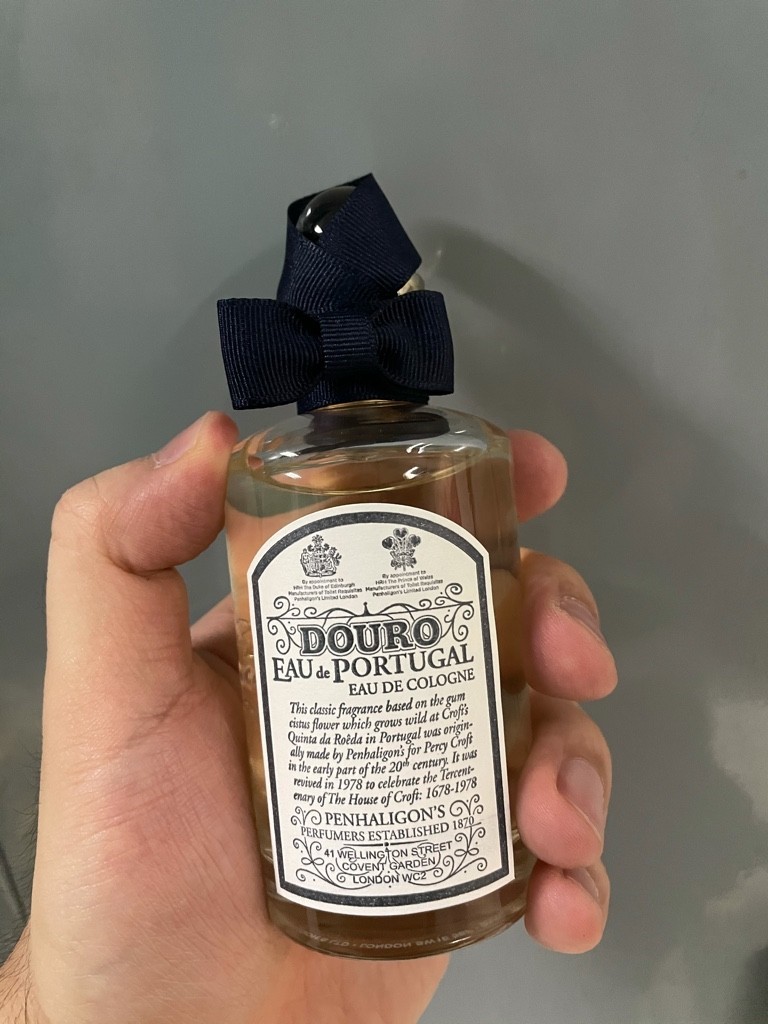 By appointment to
HRH The Duke of Edinburgh
Manufacturers of Toilet Requisites
Penhaligon's Limited London
By appointment to
HRH The Prince of Wales
Manufacturers of Toilet Requisites
Penhaligon's Limited London
DOURO
EAU de PORTUGAL
EAU DE COLOGNE
This classic fragrance based on the gum
cistus flower which grows wild at Croft's
Quinta da Roêda in Portugal was origin-
ally made by Penhaligon's for Percy Croft
in the early part of the 20th century. It was
revived in 1978 to celebrate the Tercent-
enary of The House of Croft: 1678-1978
PENHALIGON'S
PERFUMERS ESTABLISHED 1870
41 WELLINGTON STREET
COVENT GARDEN
LONDON WC2